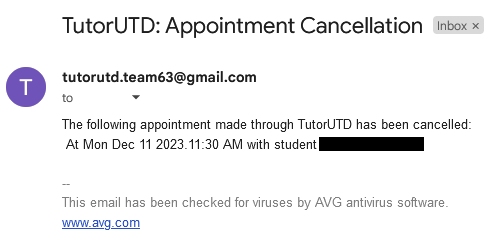 TutorUTD: Appointment Cancellation Inbox ×
T
tutorutd.team63@gmail.com
to
The following appointment made through TutorUTD has been cancelled:
At Mon Dec 11 2023.11:30 AM with student
--
This email has been checked for viruses by AVG antivirus software.
www.avg.com